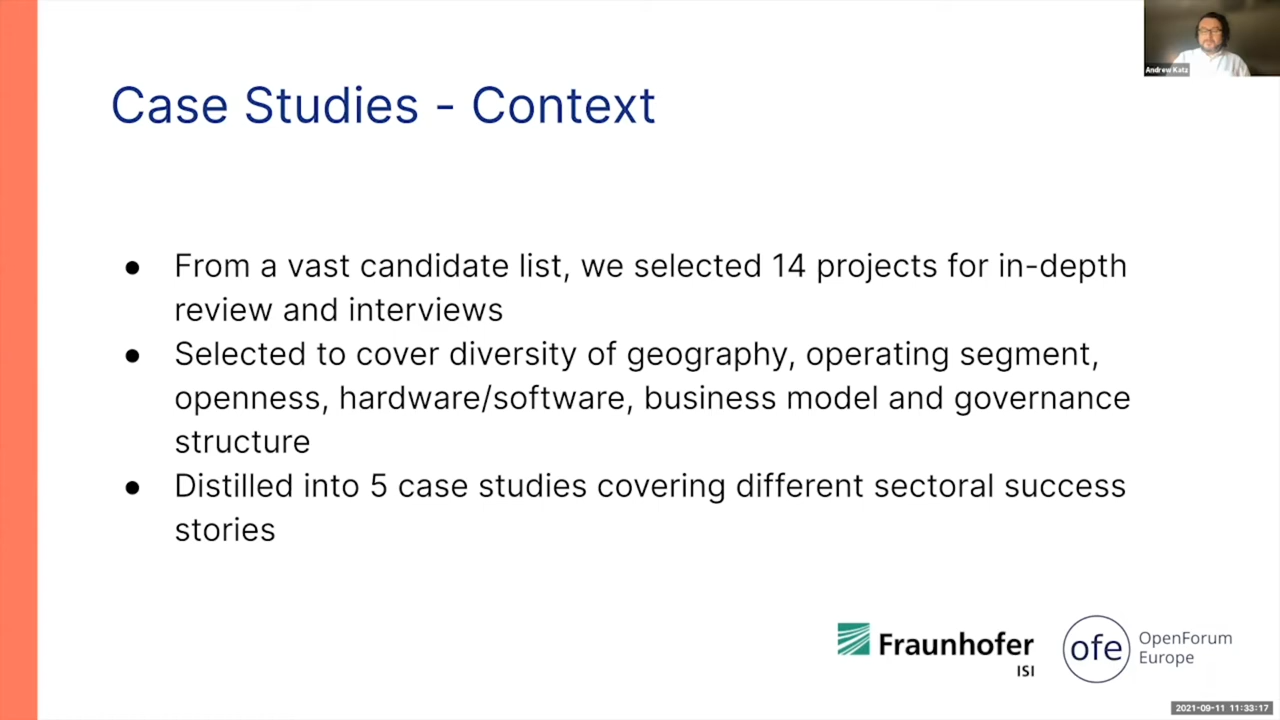 Andrew Katz
Case Studies - Context
● From a vast candidate list, we selected 14 projects for in-depth
review and interviews
● Selected to cover diversity of geography, operating segment,
openness, hardware/software, business model and governance
structure
● Distilled into 5 case studies covering different sectoral success
stories
Fraunhofer
ISI
ofe
OpenForum
Europe
2021-09-11 11:33:17